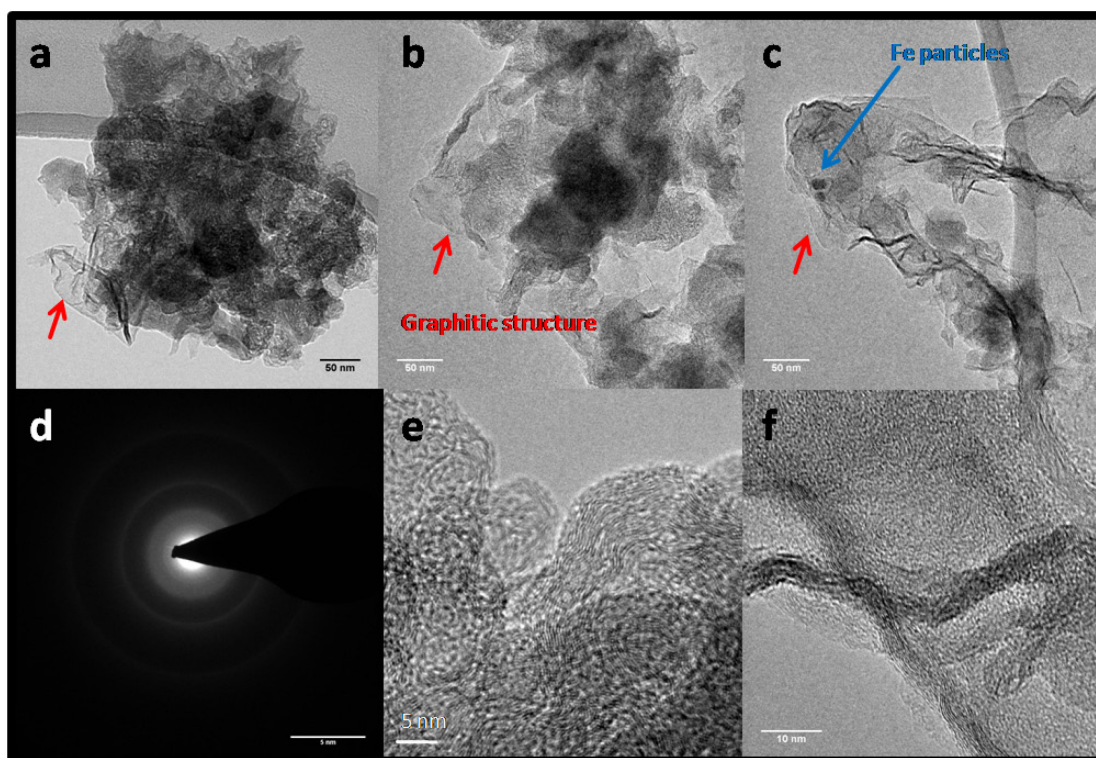 a
b
c
Fe particles
Graphitic structure
50 nm
50 nm
50 nm
d
e
f
5 nm
5 nm
10 nm